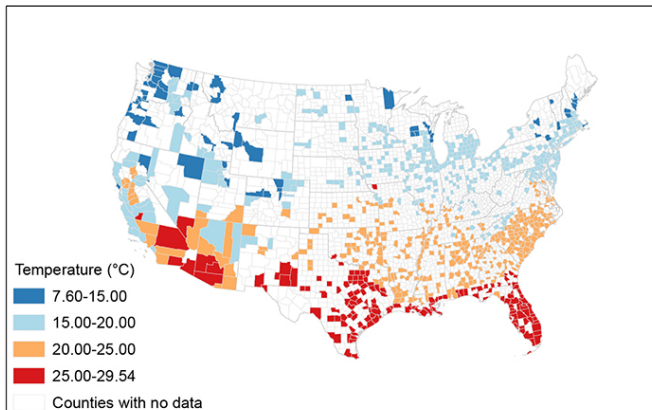 Temperature (°C)
7.60-15.00
15.00-20.00
20.00-25.00
25.00-29.54
Counties with no data